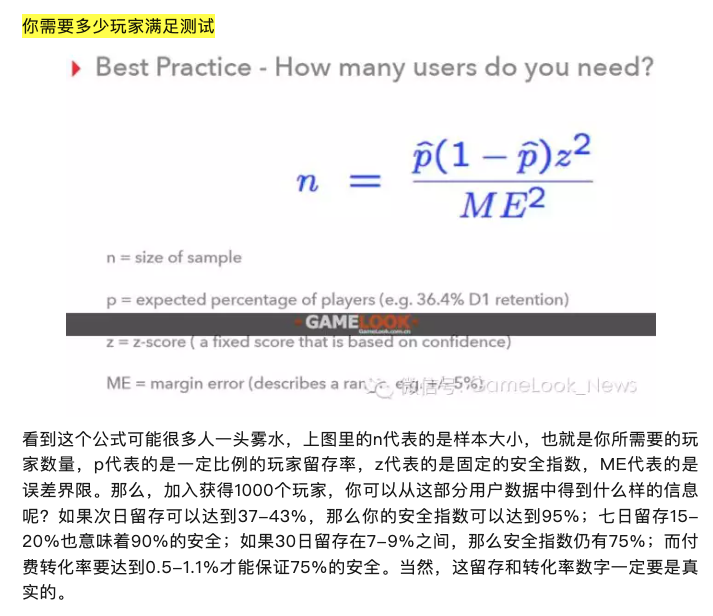 你需要多少玩家满足测试
Best Practice - How many users do you need?
n = p̂(1 − p̂)z² / ME²
n = size of sample
p = expected percentage of players (e.g. 36.4% D1 retention)
GAMELOOK
GameLook.com.cn
z = z-score ( a fixed score that is based on confidence)
ME = margin error (describes a e.g. +/- 5%)
微信号: GameLook_News
看到这个公式可能很多人一头雾水，上图里的n代表的是样本大小，也就是你所需要的玩
家数量，p代表的是一定比例的玩家留存率，z代表的是固定的安全指数，ME代表的是
误差界限。那么，加入获得1000个玩家，你可以从这部分用户数据中得到什么样的信息
呢？如果次日留存可以达到37–43%，那么你的安全指数可以达到95%；七日留存15–
20%也意味着90%的安全；如果30日留存在7–9%之间，那么安全指数仍有75%；而付
费转化率要达到0.5–1.1%才能保证75%的安全。当然，这留存和转化率数字一定要是真
实的。